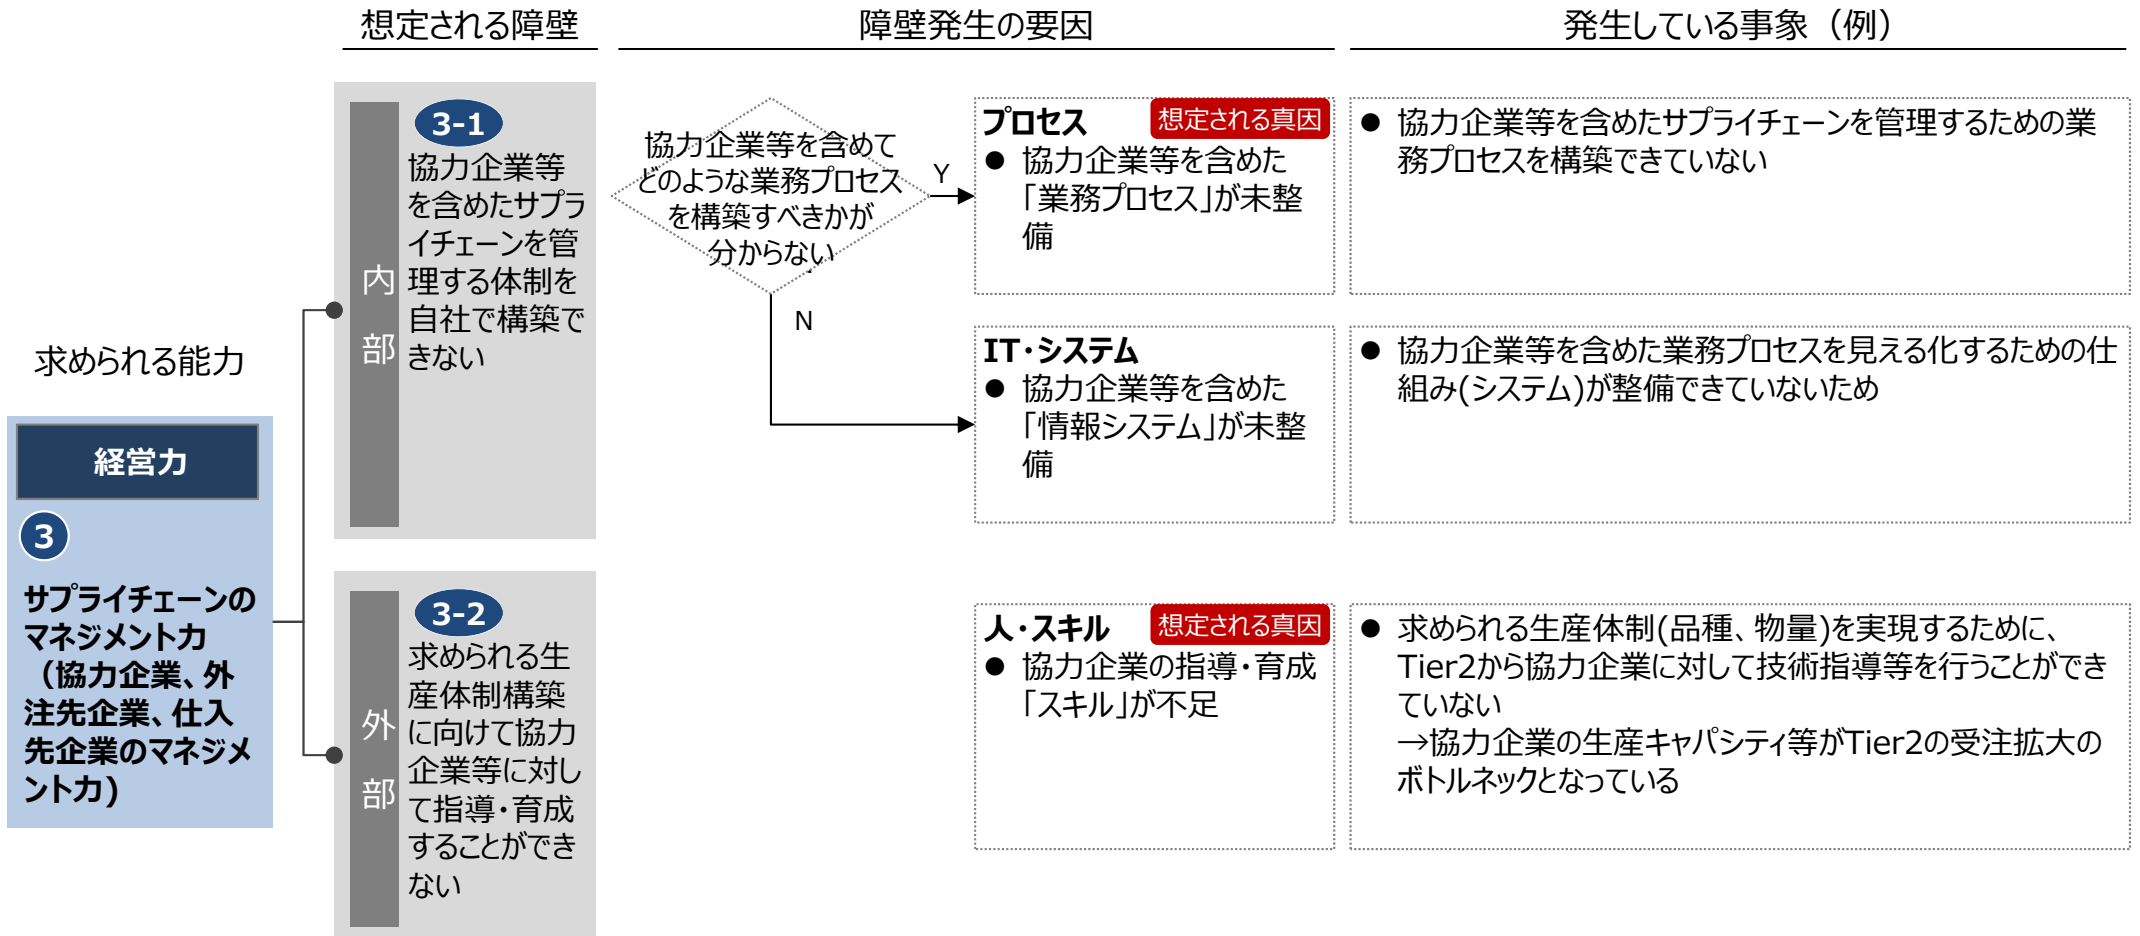 想定される障壁
障壁発生の要因
発生している事象（例）
求められる能力
経営力
3
サプライチェーンの
マネジメント力
（協力企業、外
注先企業、仕入
先企業のマネジメ
ント力)
内
部
3-1
協力企業等
を含めたサプラ
イチェーンを管
理する体制を
自社で構築で
きない
協力企業等を含めて
どのような業務プロセス
を構築すべきかが
分からない
Y
N
プロセス
想定される真因
● 協力企業等を含めた
「業務プロセス」が未整
備
● 協力企業等を含めたサプライチェーンを管理するための業
務プロセスを構築できていない
IT・システム
● 協力企業等を含めた
「情報システム」が未整
備
● 協力企業等を含めた業務プロセスを見える化するための仕
組み(システム)が整備できていないため
外
部
3-2
求められる生
産体制構築
に向けて協力
企業等に対し
て指導・育成
することができ
ない
人・スキル
想定される真因
● 協力企業の指導・育成
「スキル」が不足
● 求められる生産体制(品種、物量)を実現するために、
Tier2から協力企業に対して技術指導等を行うことができ
ていない
→協力企業の生産キャパシティ等がTier2の受注拡大の
ボトルネックとなっている